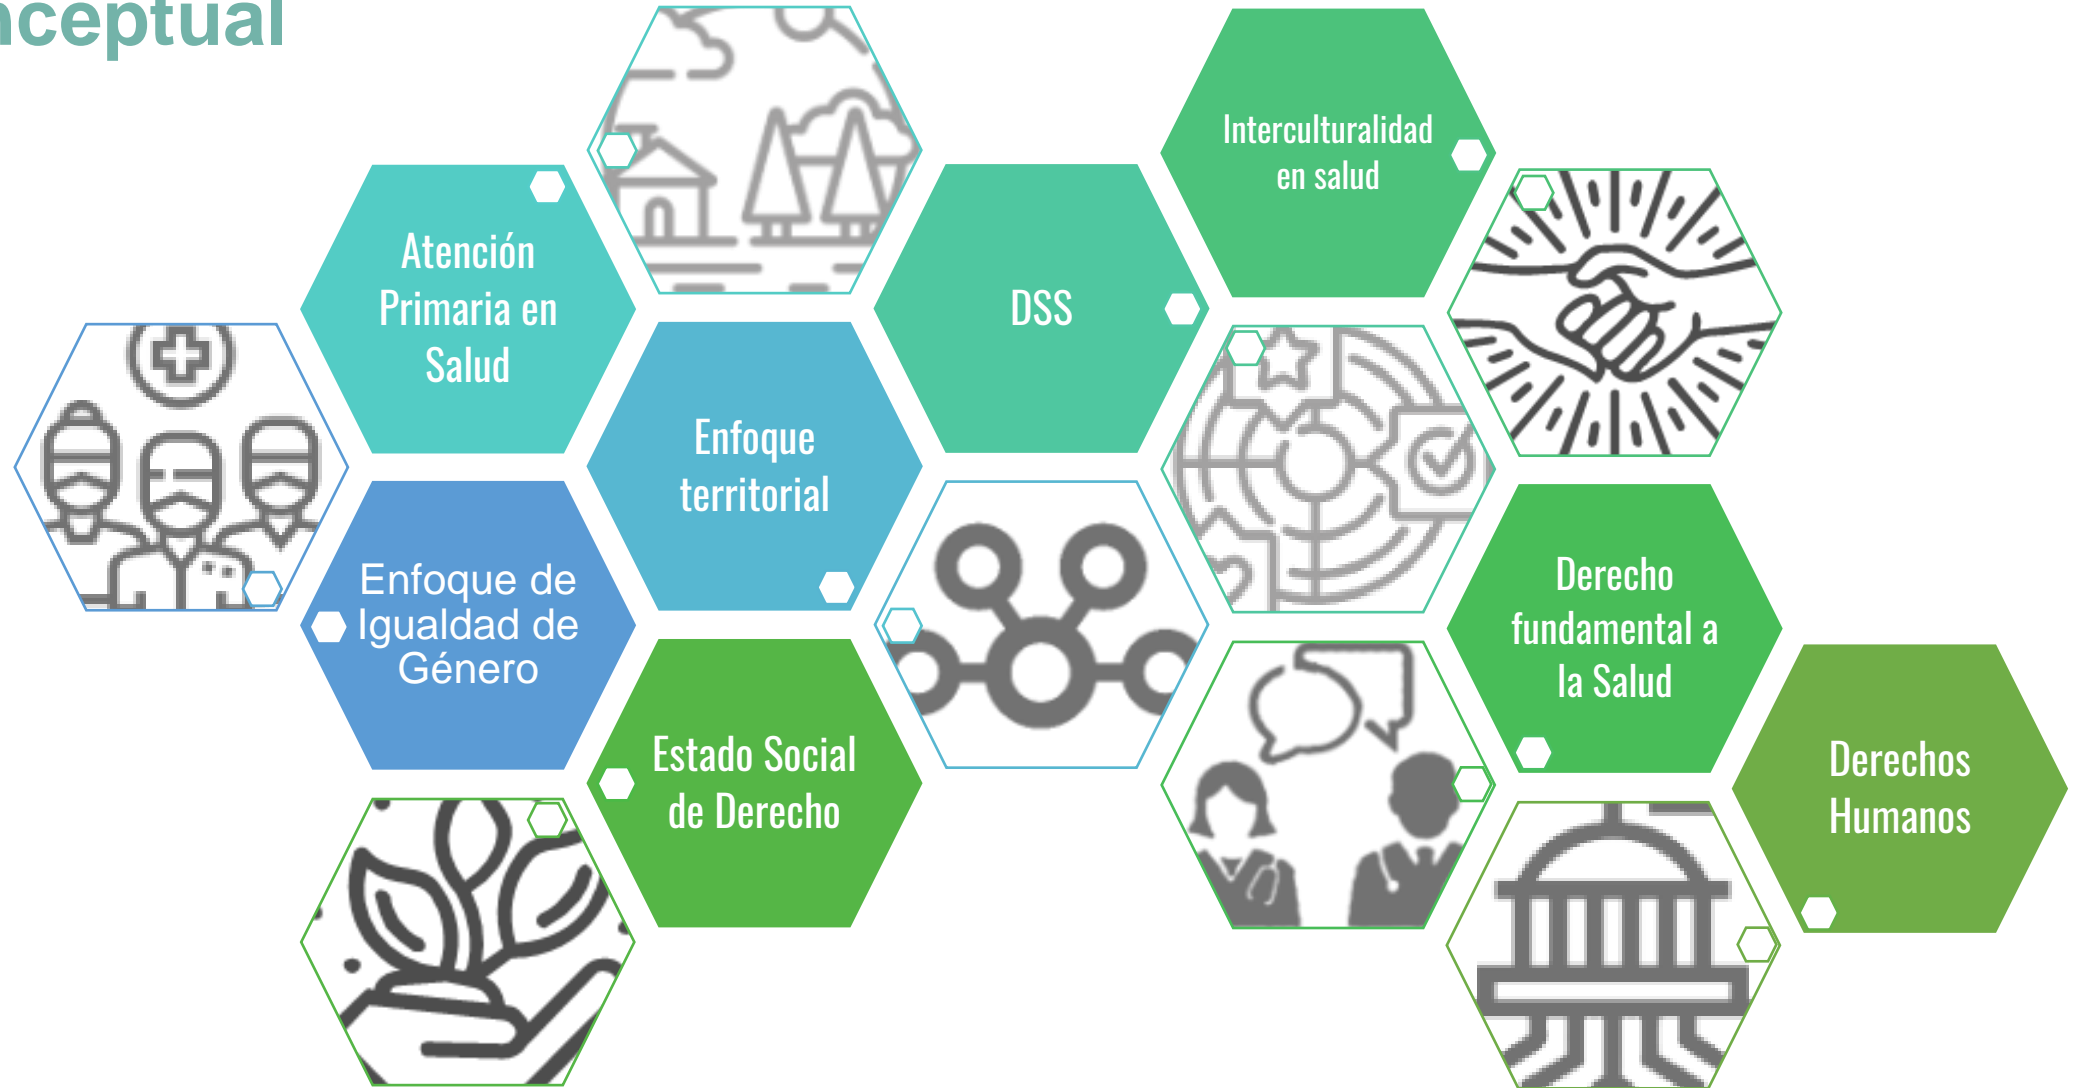 nceptual
Interculturalidad
en salud
Atención
Primaria en
Salud
DSS
Enfoque
territorial
Enfoque de
Igualdad de
Género
Derecho
fundamental a
la Salud
Estado Social
de Derecho
Derechos
Humanos